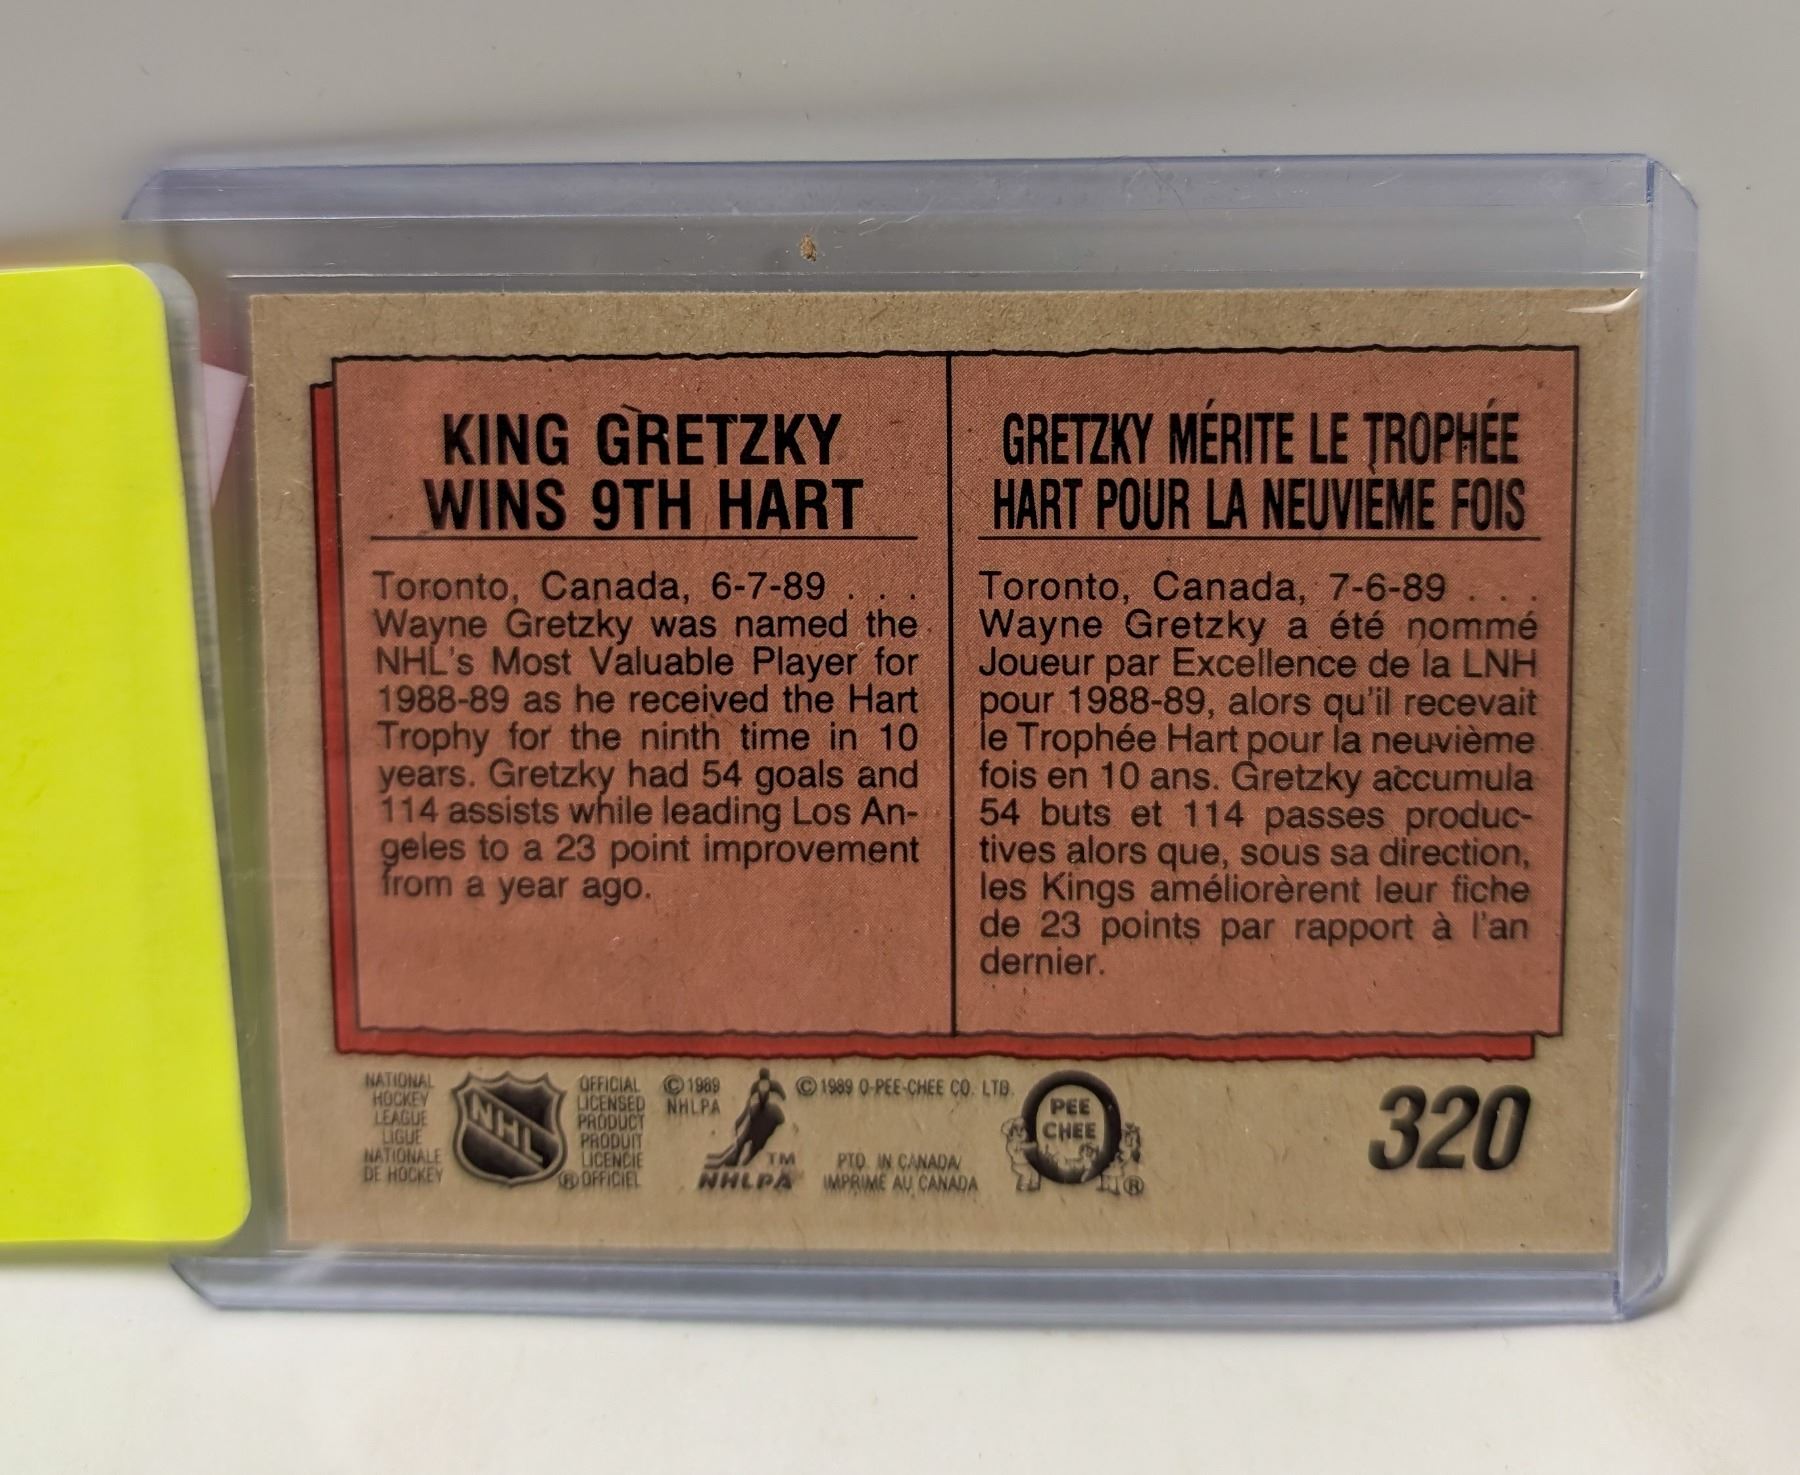 KING GRETZKY
WINS 9TH HART
Toronto, Canada, 6-7-89 . . .
Wayne Gretzky was named the
NHL's Most Valuable Player for
1988-89 as he received the Hart
Trophy for the ninth time in 10
years. Gretzky had 54 goals and
114 assists while leading Los An-
geles to a 23 point improvement
from a year ago.
GRETZKY MÉRITE LE TROPHÉE
HART POUR LA NEUVIÈME FOIS
Toronto, Canada, 7-6-89 . . .
Wayne Gretzky a été nommé
Joueur par Excellence de la LNH
pour 1988-89, alors qu'il recevait
le Trophée Hart pour la neuvième
fois en 10 ans. Gretzky accumula
54 buts et 114 passes produc-
tives alors que, sous sa direction,
les Kings améliorèrent leur fiche
de 23 points par rapport à l'an
dernier.
NATIONAL
HOCKEY
LEAGUE
LIGUE
NATIONALE
DE HOCKEY
NHL
®
OFFICIAL
LICENSED
PRODUCT
PRODUIT
LICENCIE
OFFICIEL
© 1989
NHLPA
TM
NHLPA
© 1989 O-PEE-CHEE CO. LTD.
PTD. IN CANADA/
IMPRIMÉ AU CANADA
PEE
CHEE
®
320